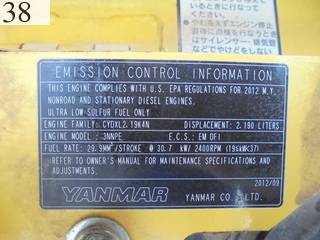 38
EMISSION CONTROL INFORMATION
THIS ENGINE COMPLIES WITH U.S. EPA REGULATIONS FOR 2012 M.Y.
NONROAD AND STATIONARY DIESEL ENGINES.
ULTRA LOW SULFUR FUEL ONLY
ENGINE FAMILY: CYDXL2.19K4N DISPLACEMENT: 2.190 LITERS
ENGINE MODEL: 3NNPE E.C.S.: EM DFI
FUEL RATE: 29.9MM³/STROKE @ 30.7 kW/ 2400RPM (19≤kW<37)
REFER TO OWNER'S MANUAL FOR MAINTENANCE SPECIFICATIONS
AND ADJUSTMENTS.
2012/09
YANMAR YANMAR CO., LTD.